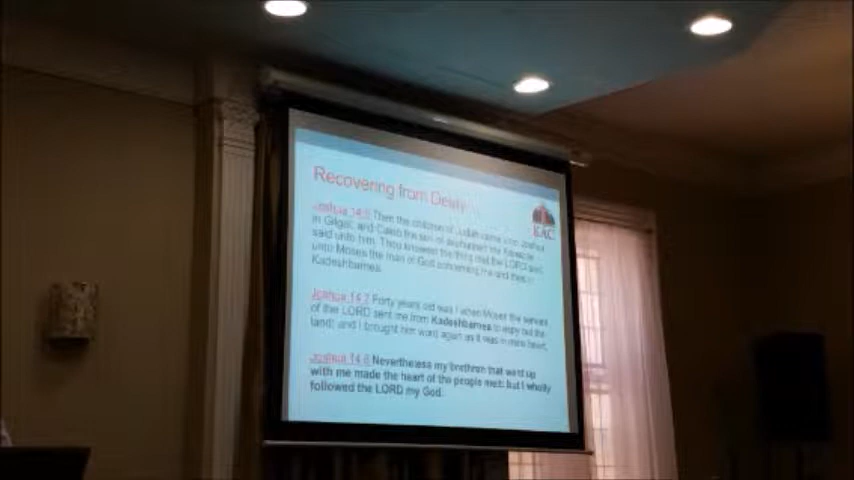 Recovering from Delay
EAC
Joshua 14:6 Then the children of Judah came unto Joshua
in Gilgal: and Caleb the son of Jephunneh the Kenezite
said unto him, Thou knowest the thing that the LORD said
unto Moses the man of God concerning me and thee in
Kadeshbarnea.
Joshua 14:7 Forty years old was I when Moses the servant
of the LORD sent me from Kadeshbarnea to espy out the
land; and I brought him word again as it was in mine heart.
Joshua 14:8 Nevertheless my brethren that went up
with me made the heart of the people melt: but I wholly
followed the LORD my God.